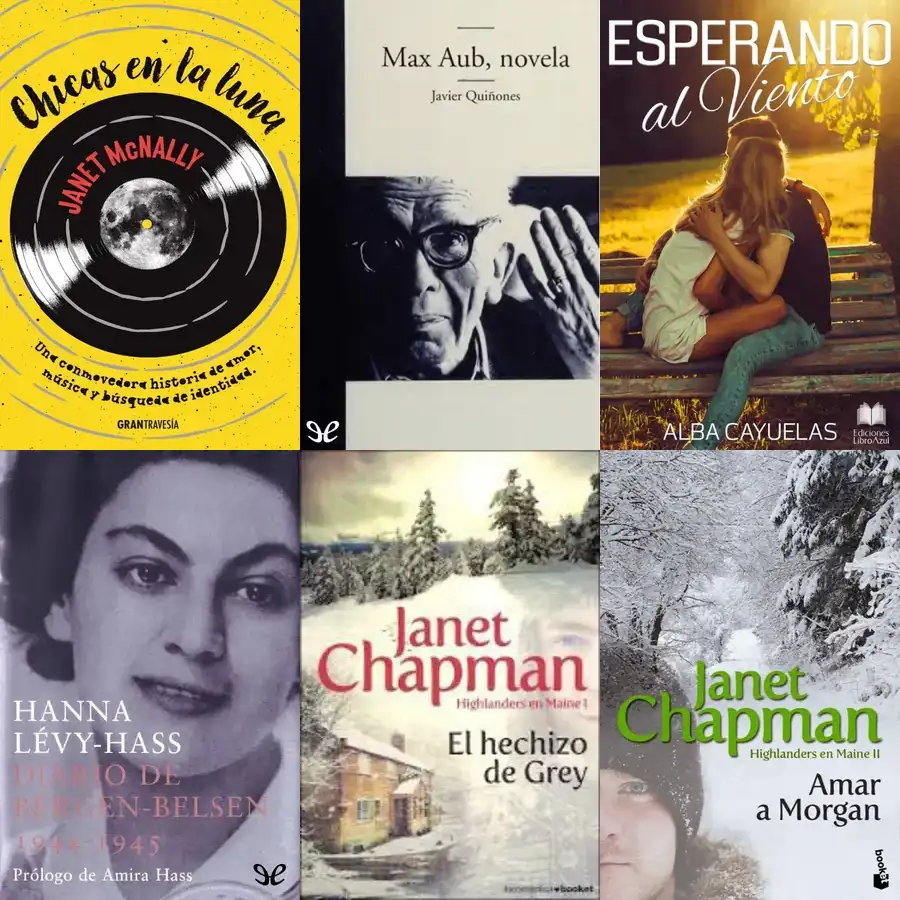 Chicas en la luna
JANET McNALLY
Una conmovedora historia de amor,
música y búsqueda de identidad.
GRANTRAVESÍA
Max Aub, novela
Javier Quiñones
ESPERANDO
al Viento
ALBA CAYUELAS
Ediciones
LibroAzul
HANNA
LÉVY-HASS
DIARIO DE
BERGEN-BELSEN
1944-1945
Prólogo de Amira Hass
Janet
Chapman
Highlanders en Maine I
El hechizo
de Grey
booket
Janet
Chapman
Highlanders en Maine II
Amar
a Morgan
booket